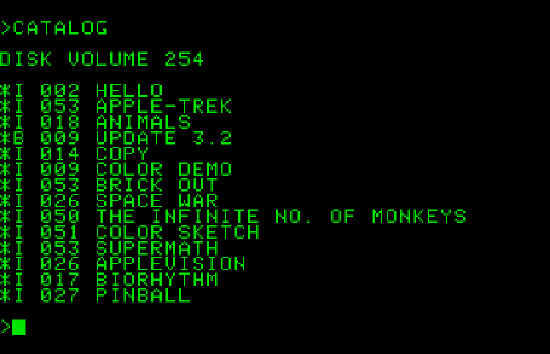 >CATALOG
DISK VOLUME 254
*I 002 HELLO
*I 053 APPLE-TREK
*I 018 ANIMALS
*B 009 UPDATE 3.2
*I 014 COPY
*I 009 COLOR DEMO
*I 053 BRICK OUT
*I 026 SPACE WAR
*I 050 THE INFINITE NO. OF MONKEYS
*I 051 COLOR SKETCH
*I 053 SUPERMATH
*I 026 APPLEVISION
*I 017 BIORHYTHM
*I 027 PINBALL
>